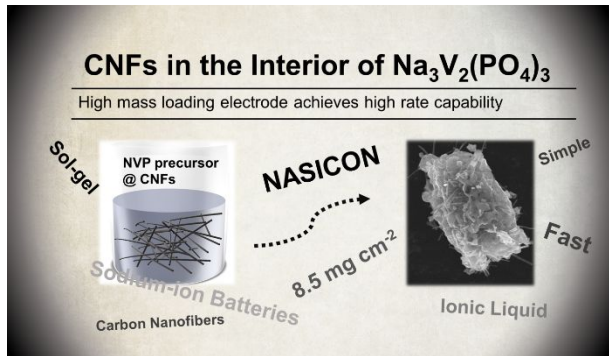 CNFs in the Interior of Na₃V₂(PO₄)₃
High mass loading electrode achieves high rate capability
Sol-gel
NVP precursor
@ CNFs
NASICON
Simple
Fast
8.5 mg cm⁻²
Sodium-ion Batteries
Ionic Liquid
Carbon Nanofibers